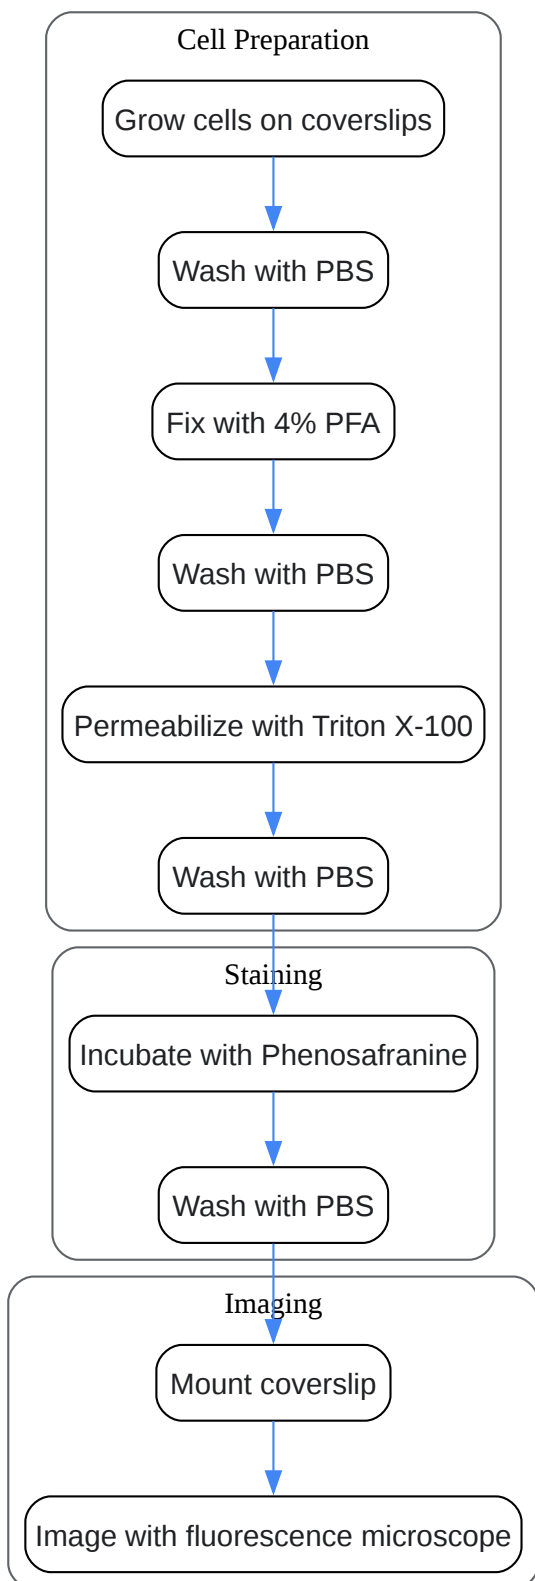 Cell Preparation
Grow cells on coverslips
Wash with PBS
Fix with 4% PFA
Wash with PBS
Permeabilize with Triton X-100
Wash with PBS
Staining
Incubate with Phenosafranine
Wash with PBS
Imaging
Mount coverslip
Image with fluorescence microscope